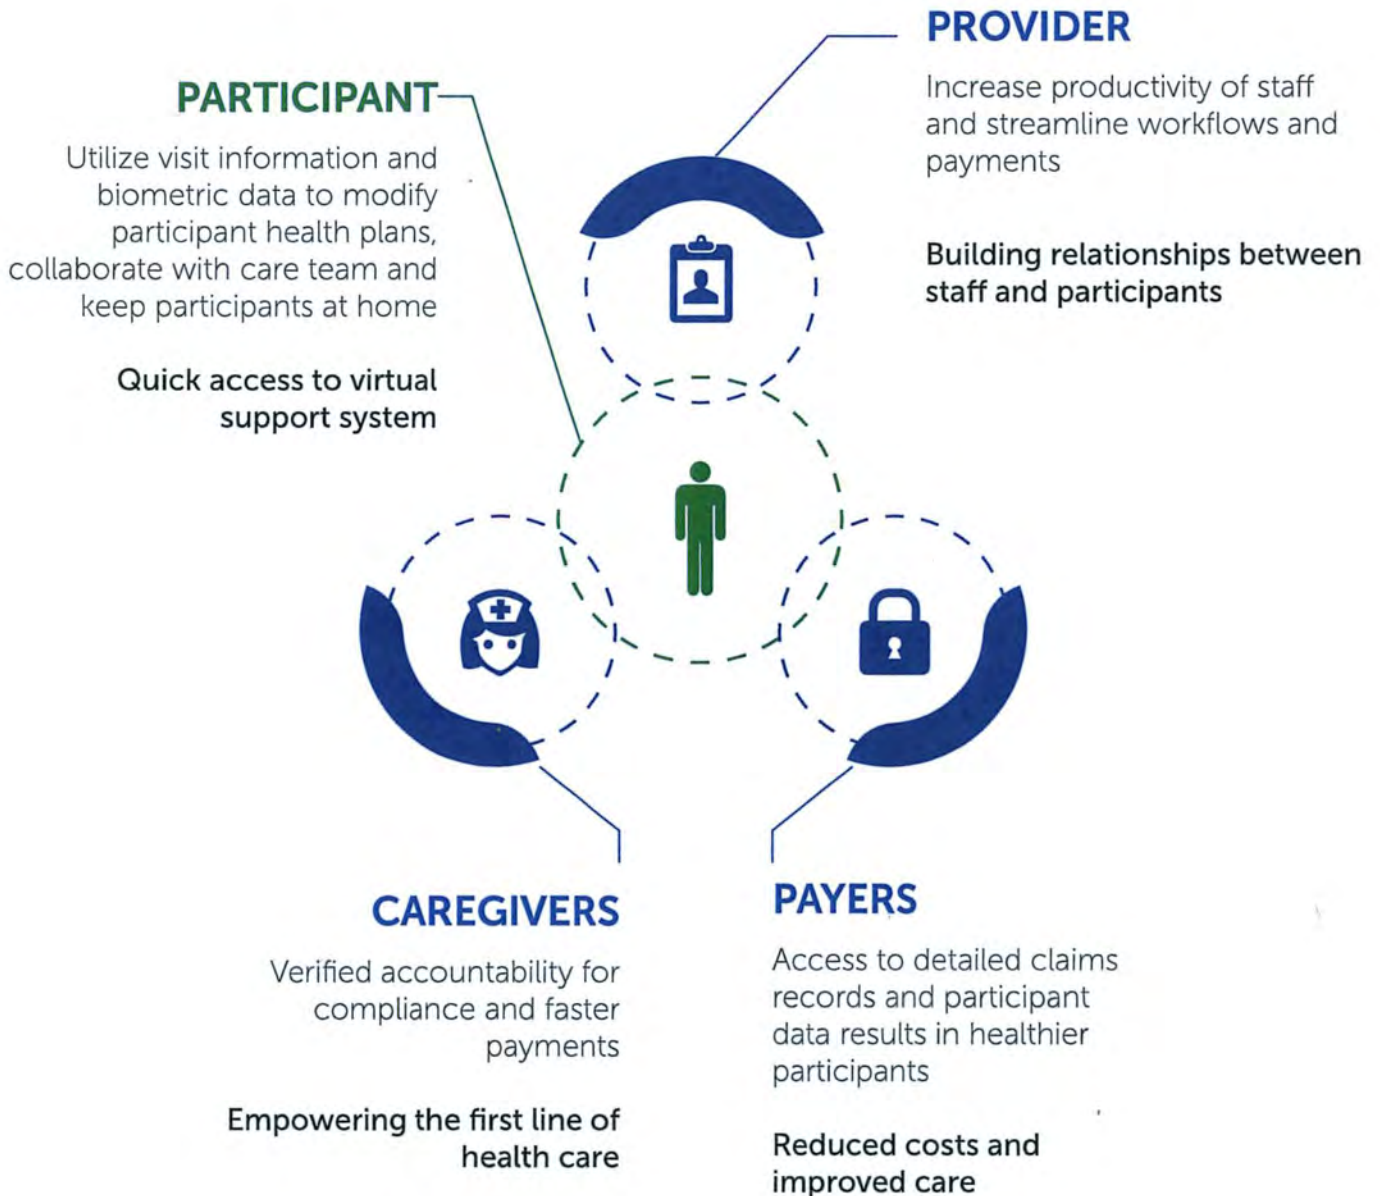 PROVIDER
Increase productivity of staff
and streamline workflows and
payments
Building relationships between
staff and participants
PARTICIPANT
Utilize visit information and
biometric data to modify
participant health plans,
collaborate with care team and
keep participants at home
Quick access to virtual
support system
CAREGIVERS
Verified accountability for
compliance and faster
payments
Empowering the first line of
health care
PAYERS
Access to detailed claims
records and participant
data results in healthier
participants
Reduced costs and
improved care